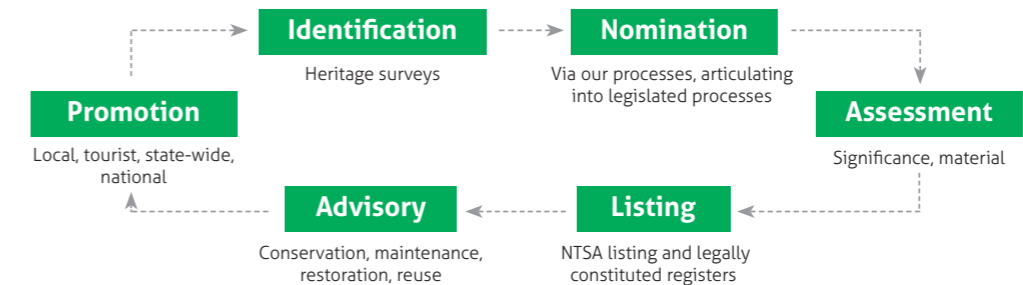 Identification
Heritage surveys
Nomination
Via our processes, articulating
into legislated processes
Assessment
Significance, material
Listing
NTSA listing and legally
constituted registers
Advisory
Conservation, maintenance,
restoration, reuse
Promotion
Local, tourist, state-wide,
national